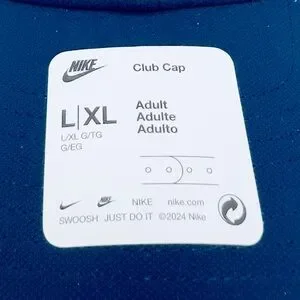 NIKE
Club Cap
L|XL
L/XL G/TG
G/EG
Adult
Adulte
Adulto
NIKE
NIKE nike.com
SWOOSH JUST DO IT ©2024 Nike